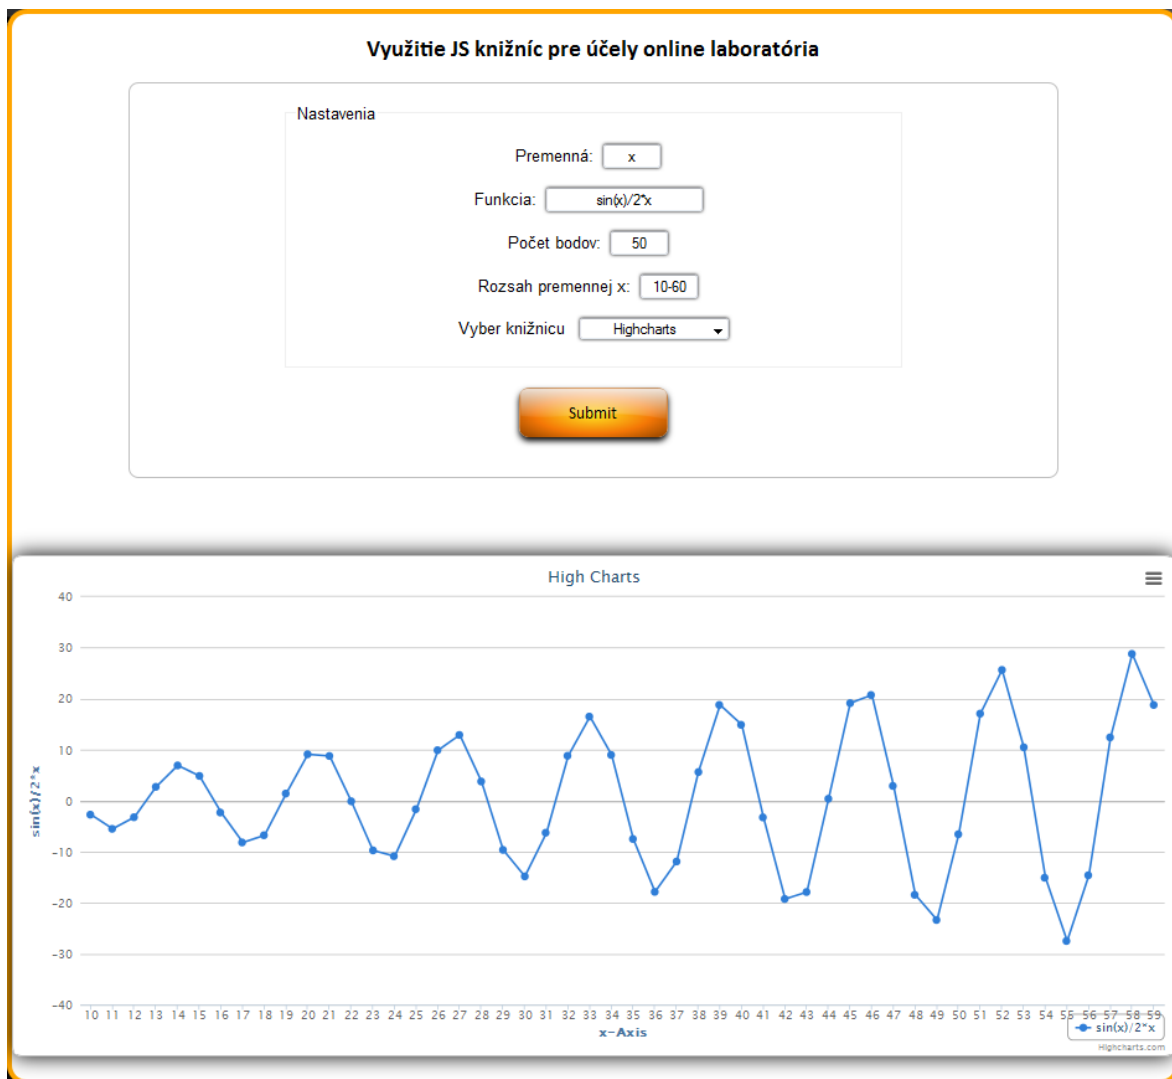 Využitie JS knižníc pre účely online laboratória
Nastavenia
Premenná: x
Funkcia: sin(x)/2*x
Počet bodov: 50
Rozsah premennej x: 10-60
Vyber knižnicu Highcharts
Submit
High Charts
40
30
20
10
0
-10
-20
-30
-40
sin(x)/2*x
10 11 12 13 14 15 16 17 18 19 20 21 22 23 24 25 26 27 28 29 30 31 32 33 34 35 36 37 38 39 40 41 42 43 44 45 46 47 48 49 50 51 52 53 54 55 56 57 58 59
x-Axis
sin(x)/2*x
Highcharts.com